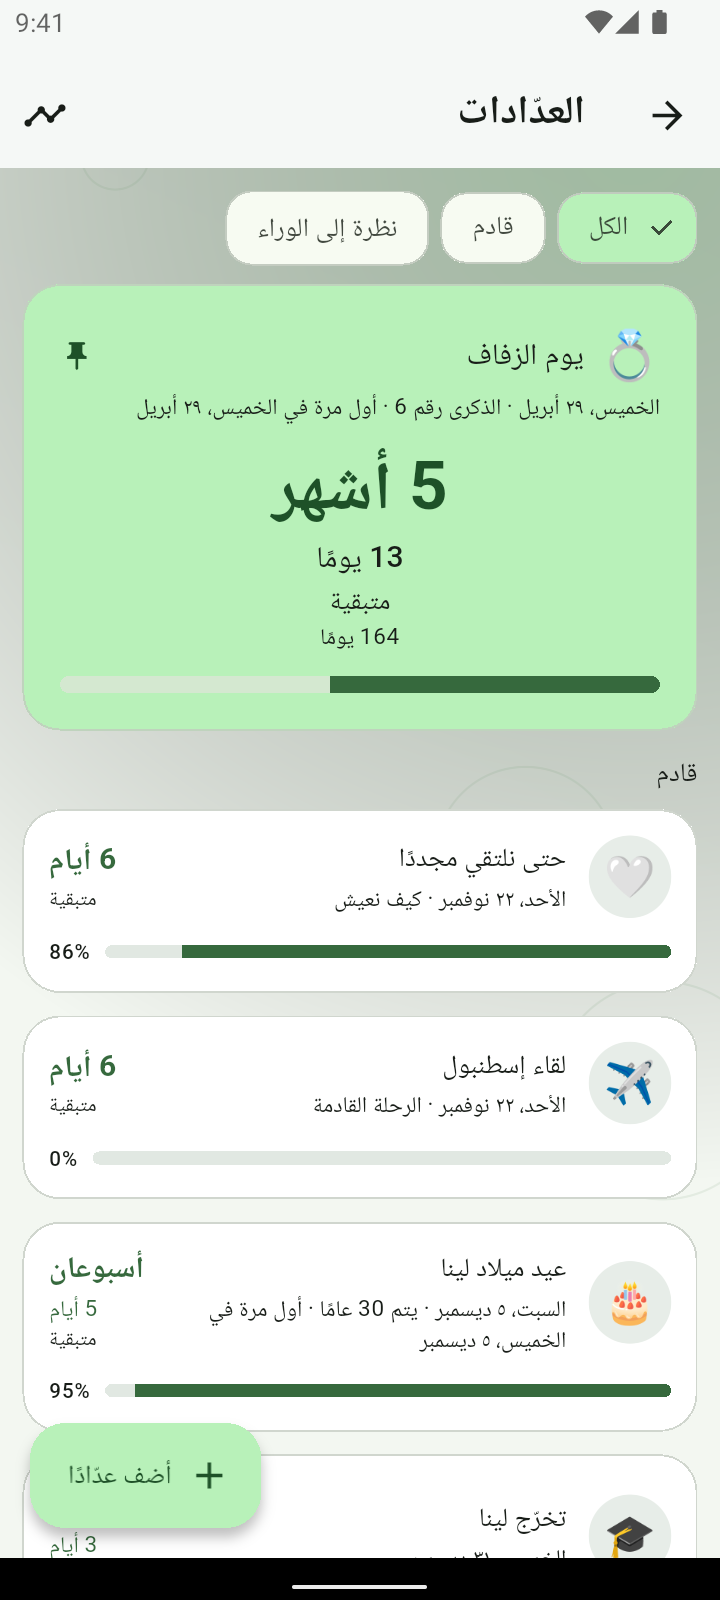 9:41
العدّادات
الكل
قادم
نظرة إلى الوراء
يوم الزفاف
الخميس، ٢٩ أبريل · الذكرى رقم 6 · أول مرة في الخميس، ٢٩ أبريل
5 أشهر
13 يومًا
متبقية
164 يومًا
قادم
حتى نلتقي مجددًا
الأحد، ٢٢ نوفمبر · كيف نعيش
6 أيام
متبقية
86%
لقاء إسطنبول
الأحد، ٢٢ نوفمبر · الرحلة القادمة
6 أيام
متبقية
0%
عيد ميلاد لينا
السبت، ٥ ديسمبر · يتم 30 عامًا · أول مرة في
الخميس، ٥ ديسمبر
أسبوعان
5 أيام
متبقية
95%
أضف عدّادًا
تخرّج لينا
3 أيام